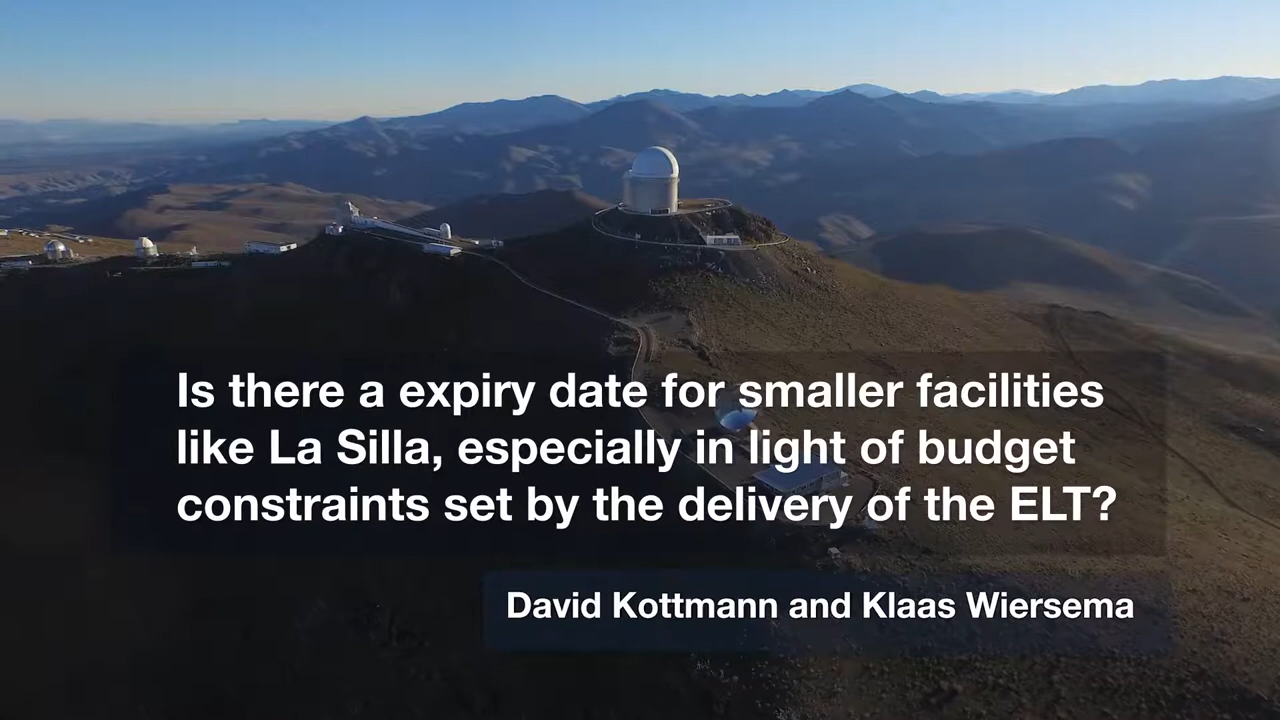 Is there a expiry date for smaller facilities
like La Silla, especially in light of budget
constraints set by the delivery of the ELT?
David Kottmann and Klaas Wiersema